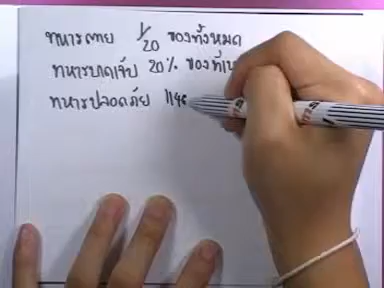 ทหารตาย 1/20 ของทั้งหมด
ทหารบาดเจ็บ 20% ของที่
ทหารปลอดภัย 114